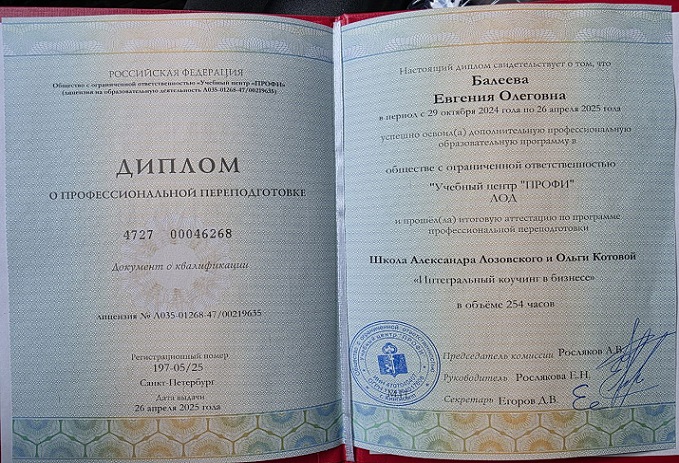 РОССИЙСКАЯ ФЕДЕРАЦИЯ
Общество с ограниченной ответственностью «Учебный центр «ПРОФИ»
(лицензия на образовательную деятельность Л035-01268-47/00219635)
ДИПЛОМ
О ПРОФЕССИОНАЛЬНОЙ ПЕРЕПОДГОТОВКЕ
4727 00046268
Документ о квалификации
лицензия № Л035-01268-47/00219635
Регистрационный номер
197-05/25
Санкт-Петербург
Дата выдачи
26 апреля 2025 года
Настоящий диплом свидетельствует о том, что
Балеева
Евгения Олеговна
в период с 29 октября 2024 года по 26 апреля 2025 года
успешно освоил(а) дополнительную профессиональную
образовательную программу в
обществе с ограниченной ответственностью
"Учебный центр "ПРОФИ"
ЛОД
и прошел(ла) итоговую аттестацию по программе
профессиональной переподготовки
Школа Александра Лозовского и Ольги Котовой
«Интегральный коучинг в бизнесе»
в объёме 254 часов
Председатель комиссии Росляков А.В.
Руководитель Рослякова Е.Н.
Секретарь Егоров Д.В.